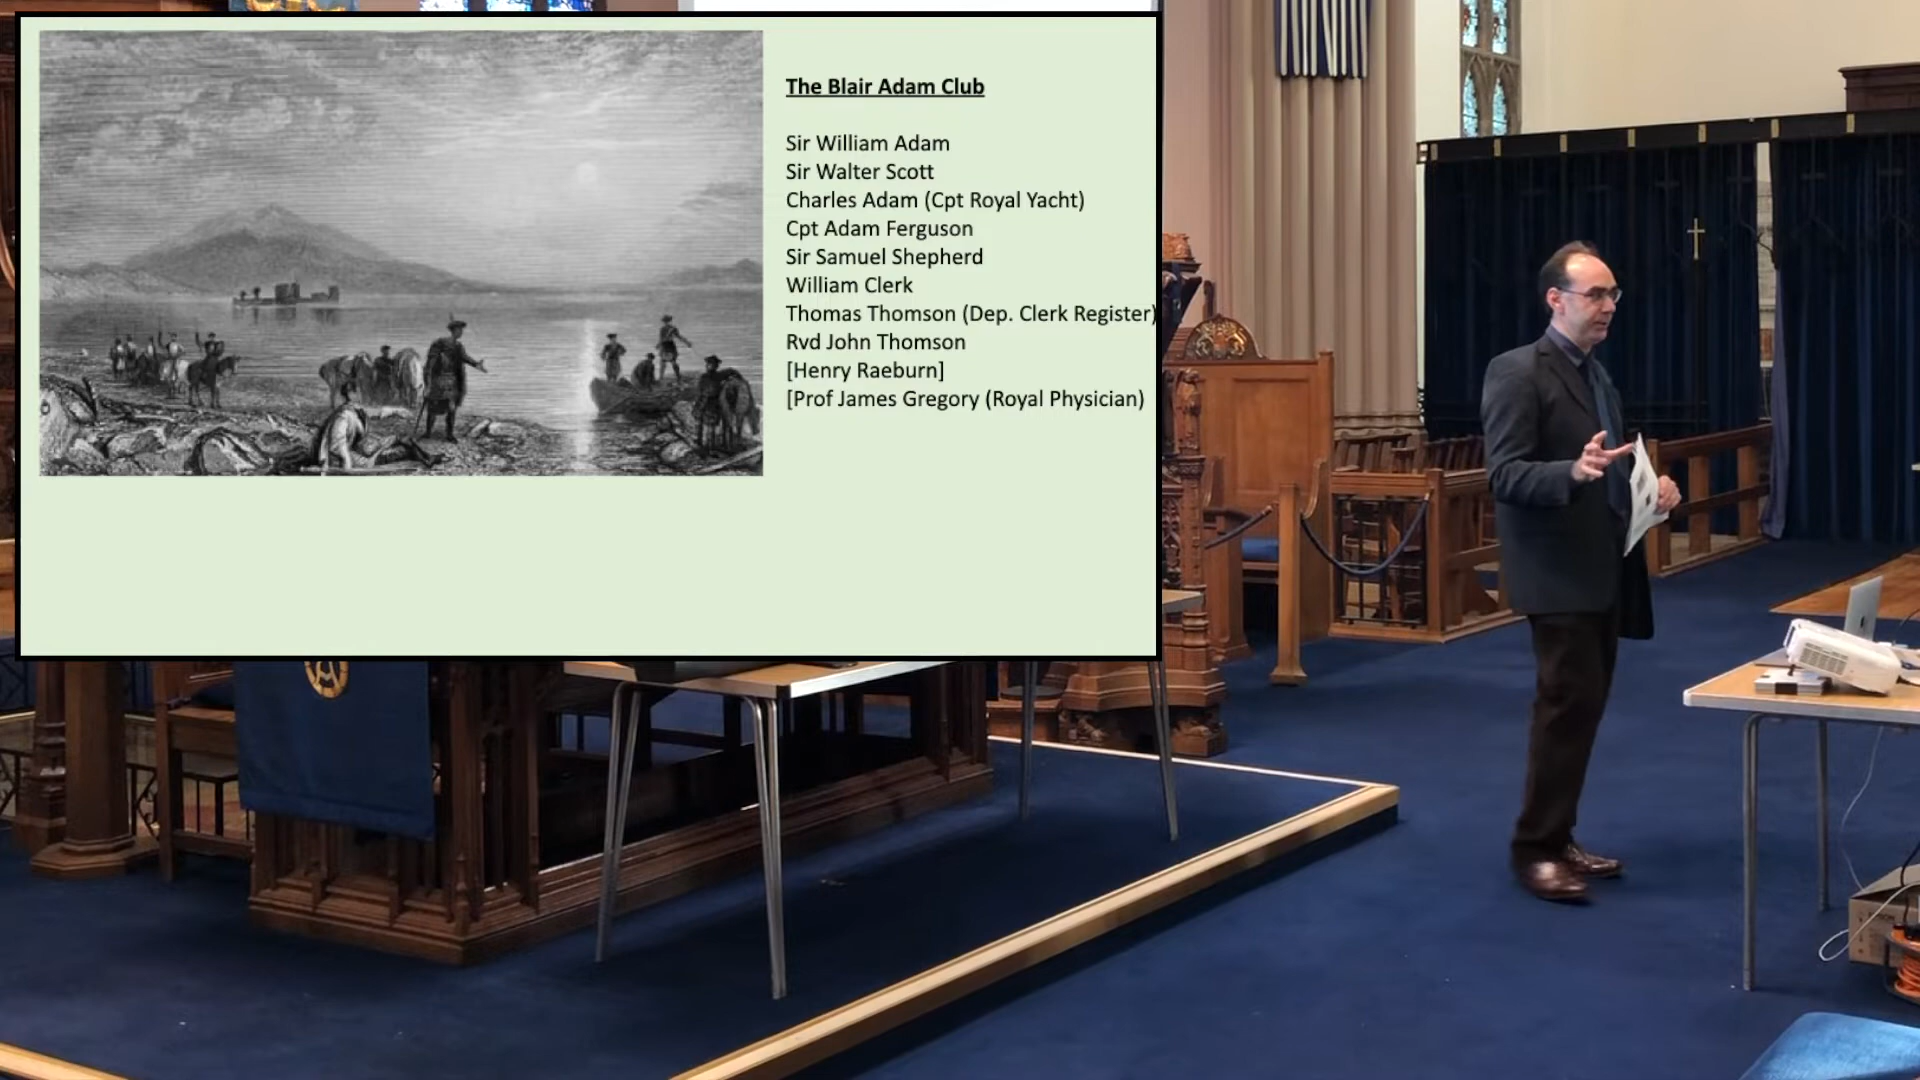 The Blair Adam Club
Sir William Adam
Sir Walter Scott
Charles Adam (Cpt Royal Yacht)
Cpt Adam Ferguson
Sir Samuel Shepherd
William Clerk
Thomas Thomson (Dep. Clerk Register)
Rvd John Thomson
[Henry Raeburn]
[Prof James Gregory (Royal Physician)